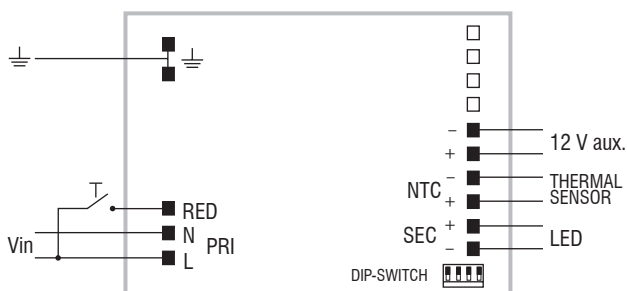 − 12 V aux.
+
NTC − THERMAL
+ SENSOR
RED
N PRI
Vin
L
SEC + LED
−
DIP-SWITCH